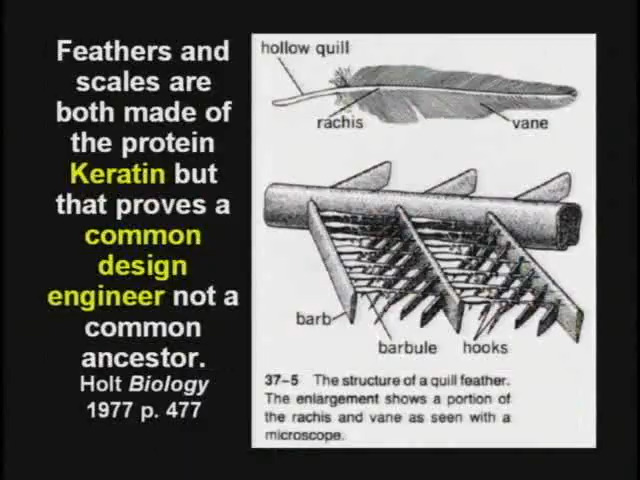 Feathers and
scales are
both made of
the protein
Keratin but
that proves a
common
design
engineer not a
common
ancestor.
Holt Biology
1977 p. 477
hollow quill
rachis
vane
barb
barbule
hooks
37–5 The structure of a quill feather.
The enlargement shows a portion of
the rachis and vane as seen with a
microscope.